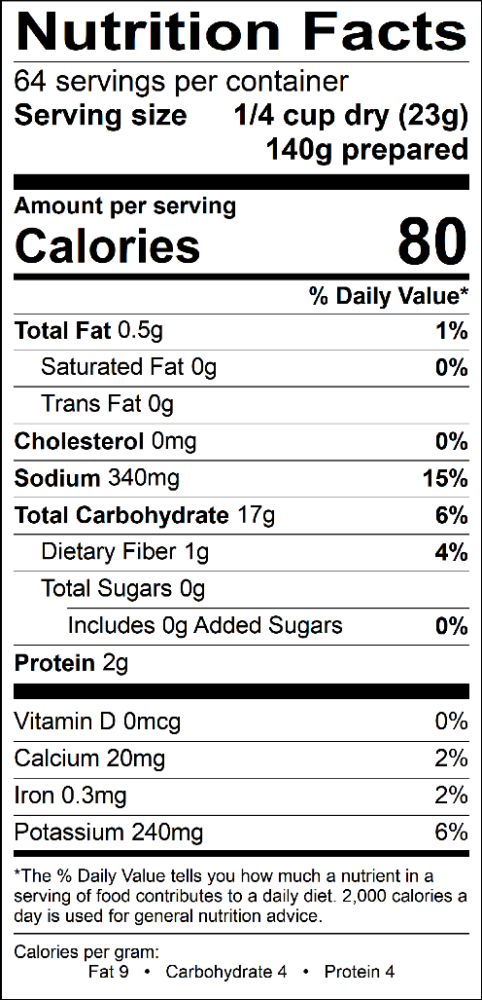 Nutrition Facts
64 servings per container
Serving size 1/4 cup dry (23g)
140g prepared
Amount per serving
Calories 80
% Daily Value*
Total Fat 0.5g 1%
Saturated Fat 0g 0%
Trans Fat 0g
Cholesterol 0mg 0%
Sodium 340mg 15%
Total Carbohydrate 17g 6%
Dietary Fiber 1g 4%
Total Sugars 0g
Includes 0g Added Sugars 0%
Protein 2g
Vitamin D 0mcg 0%
Calcium 20mg 2%
Iron 0.3mg 2%
Potassium 240mg 6%
*The % Daily Value tells you how much a nutrient in a
serving of food contributes to a daily diet. 2,000 calories a
day is used for general nutrition advice.
Calories per gram:
Fat 9 • Carbohydrate 4 • Protein 4